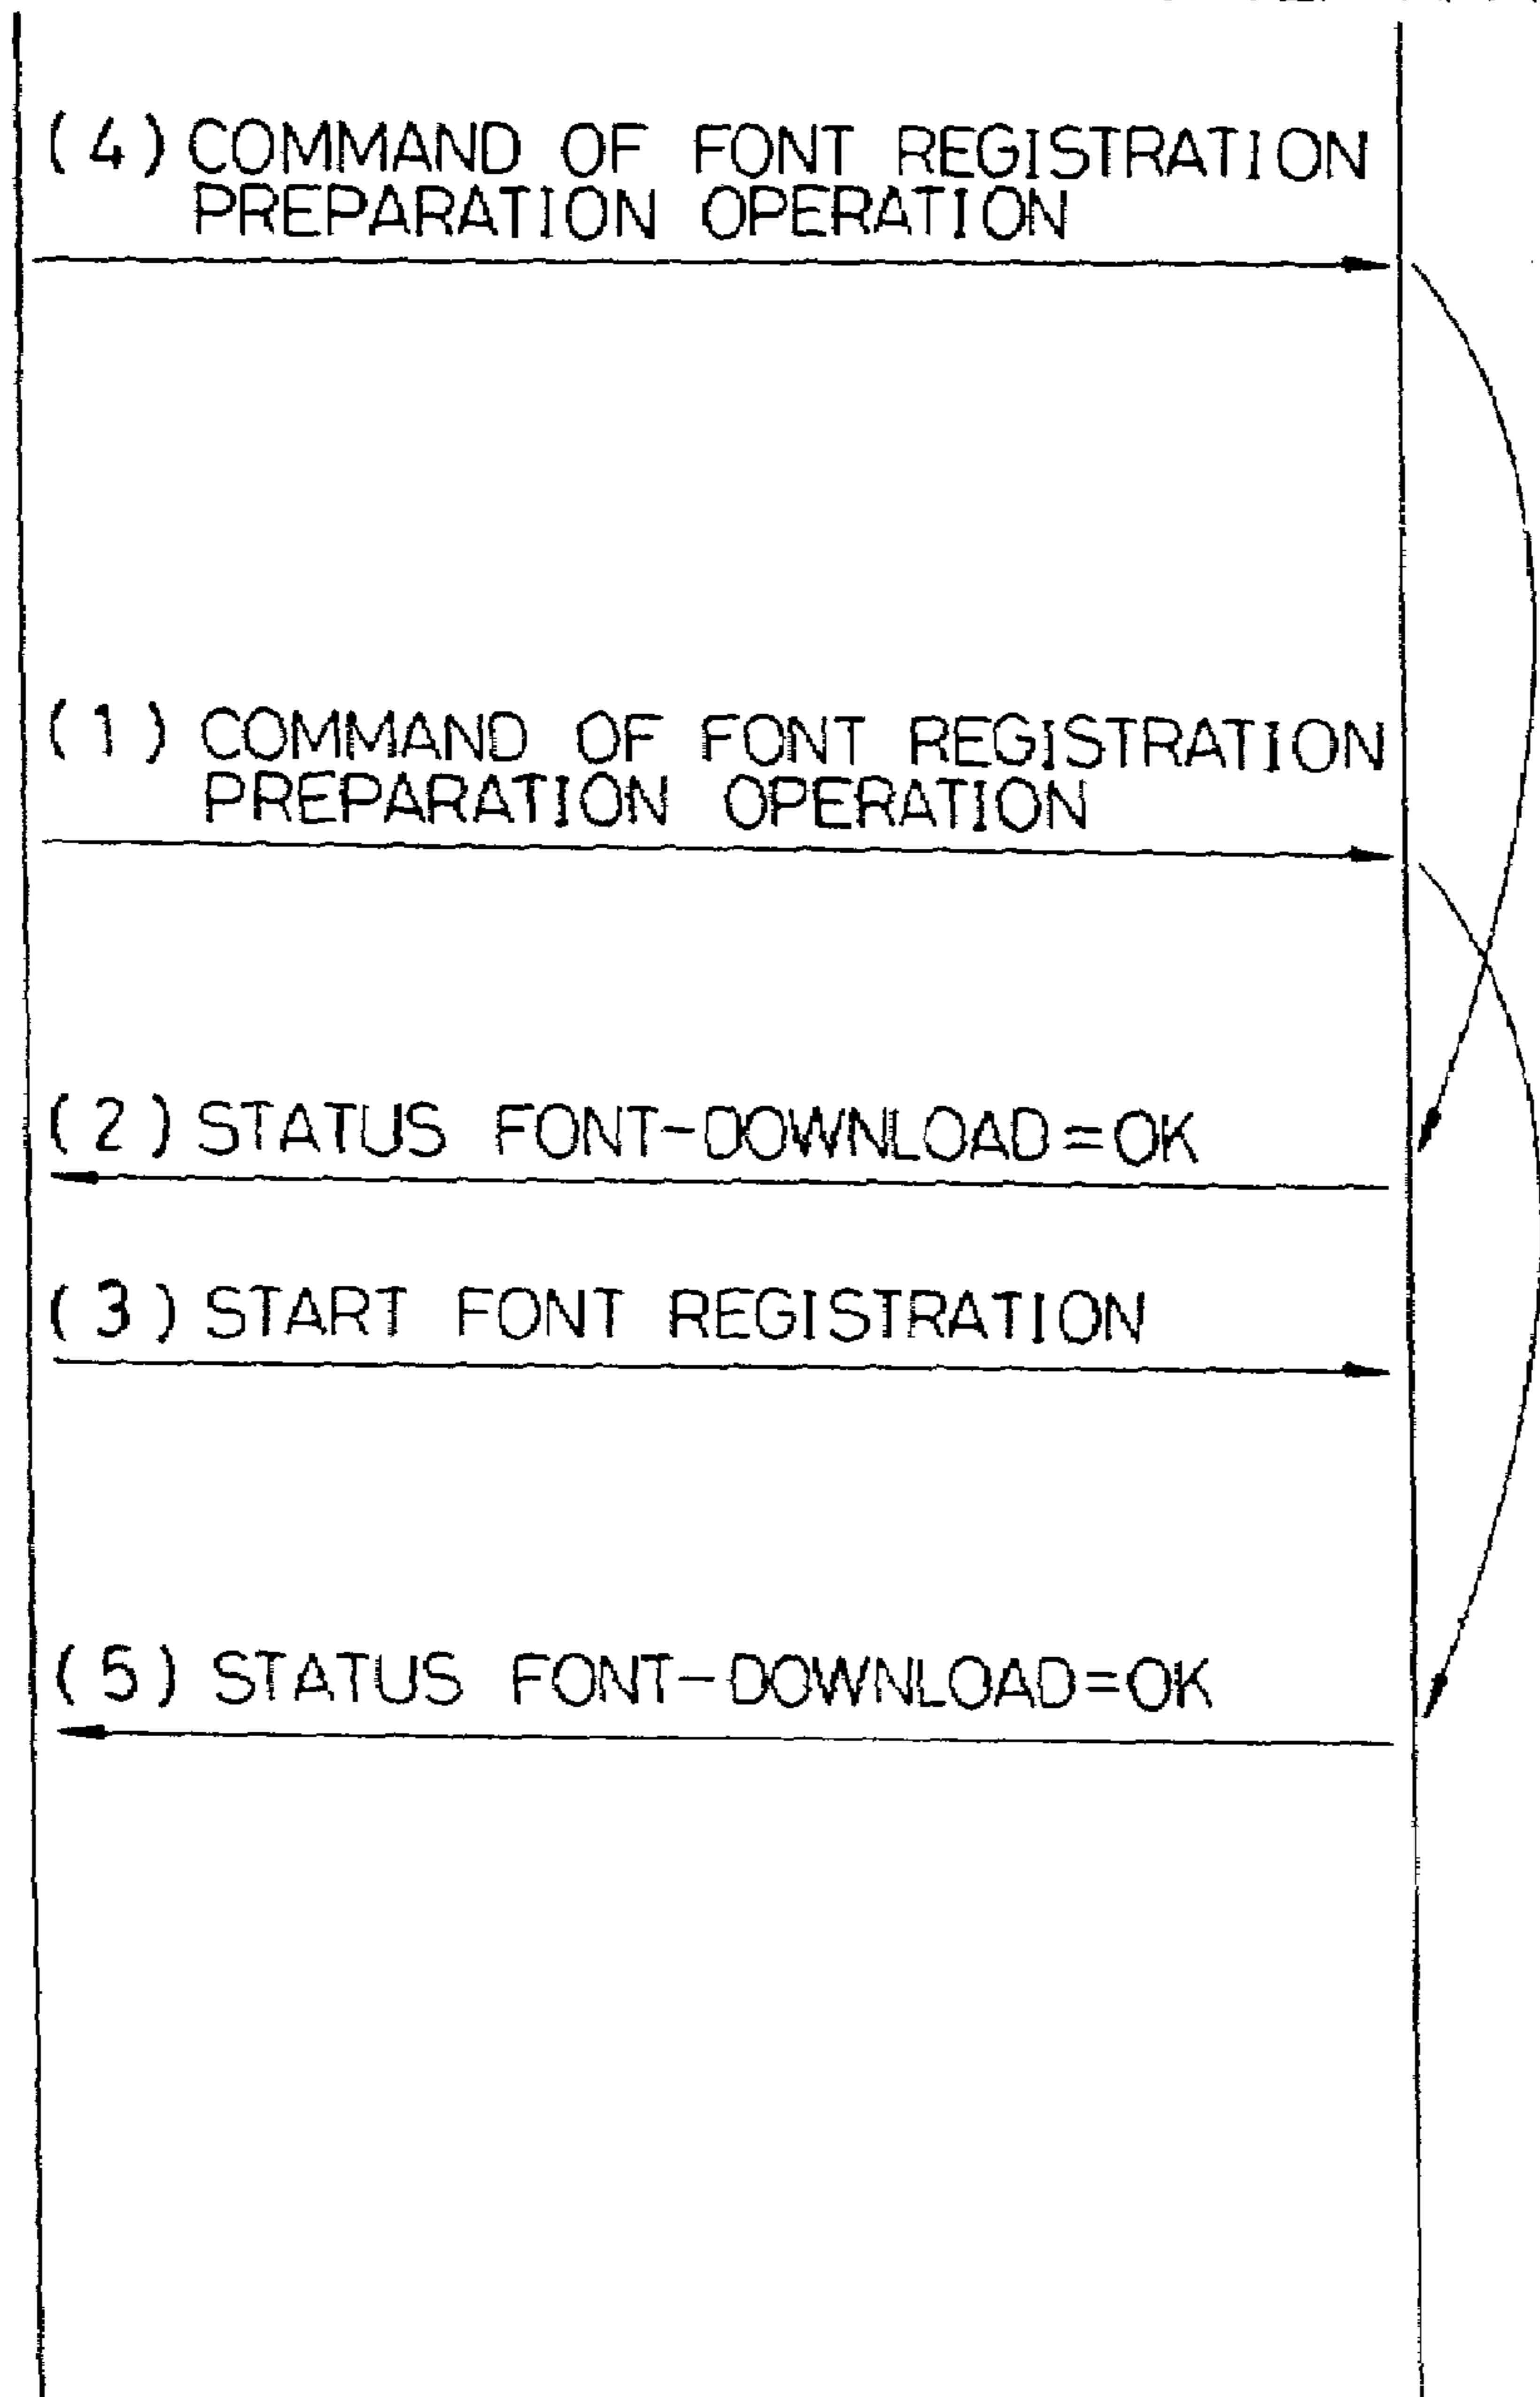 (4) COMMAND OF FONT REGISTRATION
PREPARATION OPERATION
(1) COMMAND OF FONT REGISTRATION
PREPARATION OPERATION
(2) STATUS FONT-DOWNLOAD=OK
(3) START FONT REGISTRATION
(5) STATUS FONT-DOWNLOAD=OK